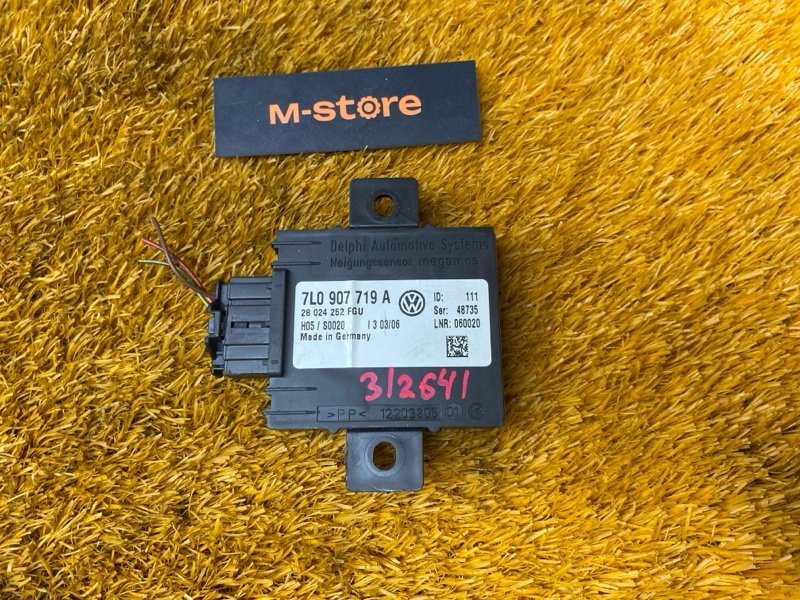 M-store
Delphi Automotive Systems
Neigungssensor megamos
7L0 907 719 A
28 024 252 FGU
H05 / S0020 I 3 03/06
Made in Germany
ID: 111
Ser: 48735
LNR: 060020
3/2641
>PP< 12203806 01